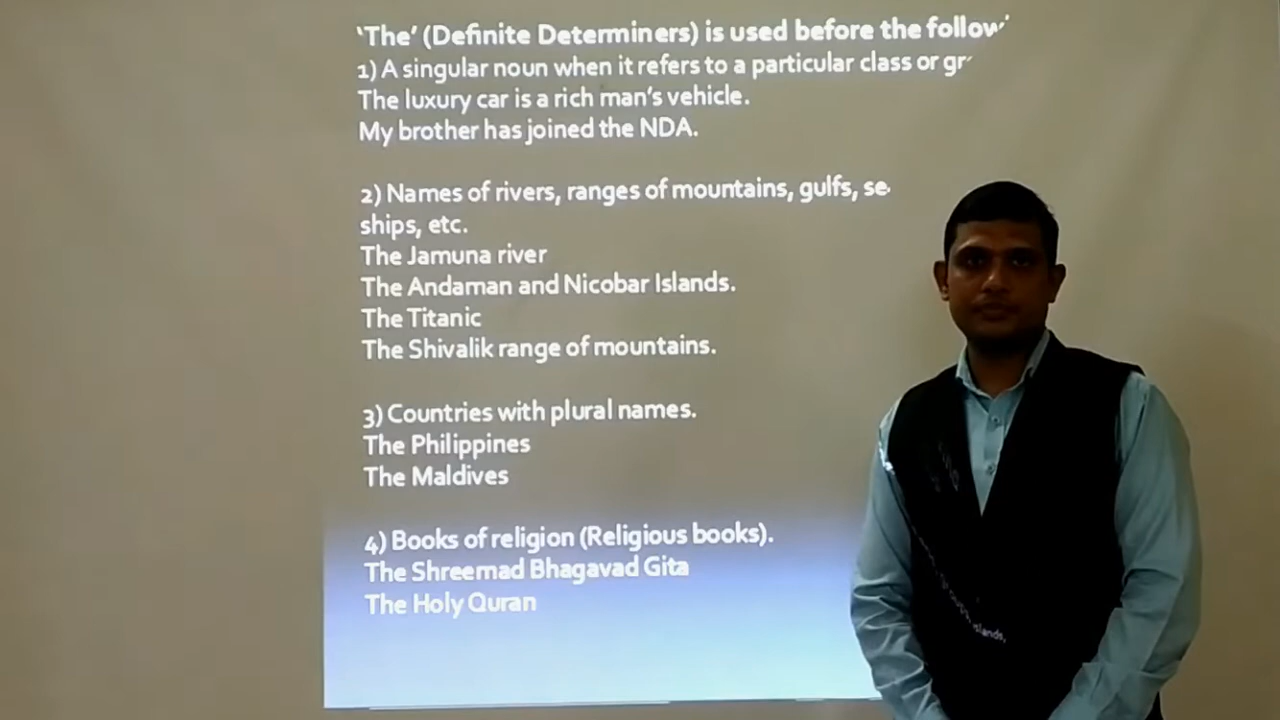 ‘The’ (Definite Determiners) is used before the
1) A singular noun when it refers to a particular class or
The luxury car is a rich man’s vehicle.
My brother has joined the NDA.
2) Names of rivers, ranges of mountains, gulfs,
ships, etc.
The Jamuna river
The Andaman and Nicobar Islands.
The Titanic
The Shivalik range of mountains.
3) Countries with plural names.
The Philippines
The Maldives
4) Books of religion (Religious books).
The Shreemad Bhagavad Gita
The Holy Quran